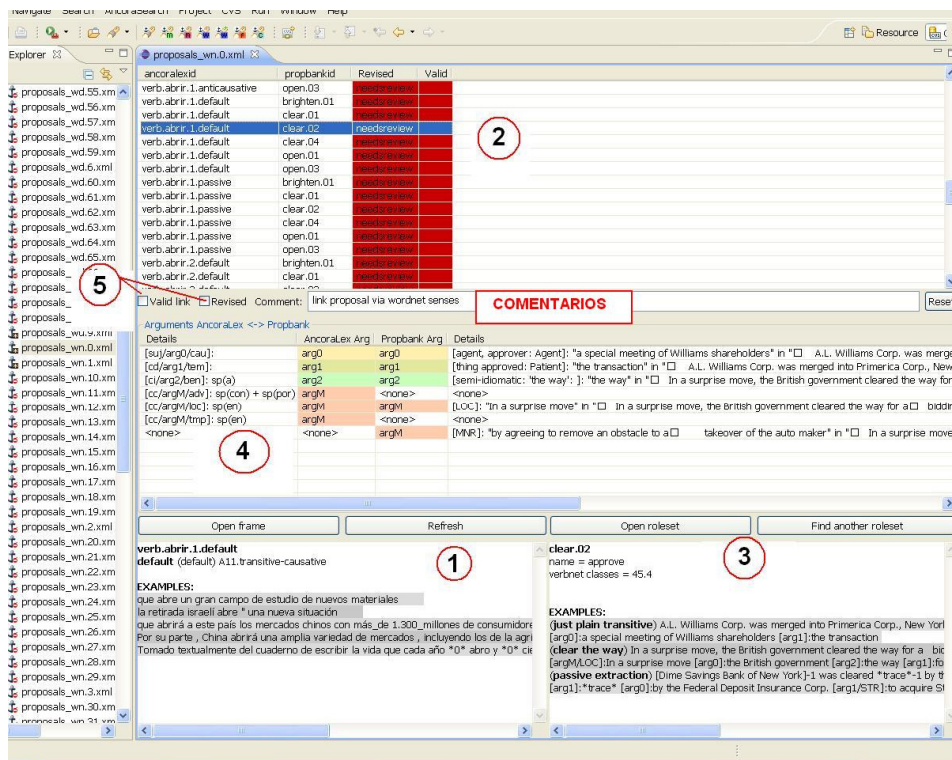 Navigate Search AncoraSearch Project CVS Run Window Help
Resource
Explorer
proposals_wn.0.xml
ancoralexid propbankid Revised Valid
verb.abrir.1.anticausative open.03 needsreview
verb.abrir.1.default brighten.01 needsreview
verb.abrir.1.default clear.01 needsreview
verb.abrir.1.default clear.02 needsreview
verb.abrir.1.default clear.04 needsreview
verb.abrir.1.default open.01 needsreview
verb.abrir.1.default open.03 needsreview
verb.abrir.1.passive brighten.01 needsreview
verb.abrir.1.passive clear.01 needsreview
verb.abrir.1.passive clear.02 needsreview
verb.abrir.1.passive clear.04 needsreview
verb.abrir.1.passive open.01 needsreview
verb.abrir.1.passive open.03 needsreview
verb.abrir.2.default brighten.01 needsreview
verb.abrir.2.default clear.01 needsreview
2
proposals_wd.55.xm
proposals_wd.56.xm
proposals_wd.57.xm
proposals_wd.58.xm
proposals_wd.59.xm
proposals_wd.6.xml
proposals_wd.60.xm
proposals_wd.61.xm
proposals_wd.62.xm
proposals_wd.63.xm
proposals_wd.64.xm
proposals_wd.65.xm
proposals_
proposals_
proposals_
proposals_
proposals_wd.9.xml
proposals_wn.0.xml
proposals_wn.1.xml
proposals_wn.10.xm
proposals_wn.11.xm
proposals_wn.12.xm
proposals_wn.13.xm
proposals_wn.14.xm
proposals_wn.15.xm
proposals_wn.16.xm
proposals_wn.17.xm
proposals_wn.18.xm
proposals_wn.19.xm
proposals_wn.2.xml
proposals_wn.20.xm
proposals_wn.21.xm
proposals_wn.22.xm
proposals_wn.23.xm
proposals_wn.24.xm
proposals_wn.25.xm
proposals_wn.26.xm
proposals_wn.27.xm
proposals_wn.28.xm
proposals_wn.29.xm
proposals_wn.3.xml
proposals_wn.30.xm
proposals_wn.31.xm
5
Valid link Revised Comment: link proposal via wordnet senses COMENTARIOS Reset
Arguments AncoraLex <-> Propbank
Details AncoraLex Arg Propbank Arg Details
[suj/arg0/cau]: arg0 arg0 [agent, approver: Agent]: "a special meeting of Williams shareholders" in "□ A.L. Williams Corp. was merge
[cd/arg1/tem]: arg1 arg1 [thing approved: Patient]: "the transaction" in "□ A.L. Williams Corp. was merged into Primerica Corp., New
[ci/arg2/ben]: sp(a) arg2 arg2 [semi-idiomatic: 'the way': ]: "the way" in "□ In a surprise move, the British government cleared the way for
[cc/argM/adv]: sp(con) + sp(por) argM <none> <none>
[cc/argM/loc]: sp(en) argM argM [LOC]: "In a surprise move" in "□ In a surprise move, the British government cleared the way for a□ biddin
[cc/argM/tmp]: sp(en) argM <none> <none>
<none> <none> argM [MNR]: "by agreeing to remove an obstacle to a□ takeover of the auto maker" in "□ In a surprise move
4
Open frame Refresh Open roleset Find another roleset
verb.abrir.1.default
default (default) A11.transitive-causative
1
EXAMPLES:
que abre un gran campo de estudio de nuevos materiales
la retirada israelí abre " una nueva situación
que abrirá a este país los mercados chinos con más_de 1.300_millones de consumidore
Por su parte , China abrirá una amplia variedad de mercados , incluyendo los de la agri
Tomado textualmente del cuaderno de escribir la vida que cada año *0* abro y *0* cie
clear.02
name = approve
verbnet classes = 45.4
3
EXAMPLES:
(just plain transitive) A.L. Williams Corp. was merged into Primerica Corp., New York
[arg0]:a special meeting of Williams shareholders [arg1]:the transaction
(clear the way) In a surprise move, the British government cleared the way for a bid
[argM/LOC]:In a surprise move [arg0]:the British government [arg2]:the way [arg1]:fo
(passive extraction) [Dime Savings Bank of New York]-1 was cleared *trace*-1 by th
[arg1]:*trace* [arg0]:by the Federal Deposit Insurance Corp. [arg1/STR]:to acquire St